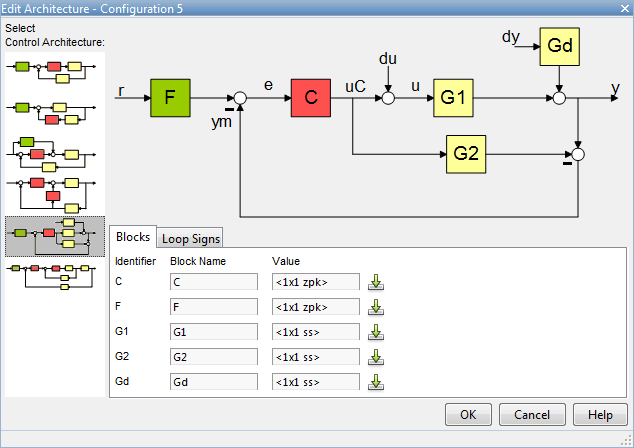 Edit Architecture - Configuration 5
Select
Control Architecture:
dy
Gd
du
r
F
e
C
uC
u
G1
y
ym
G2
Blocks
Loop Signs
Identifier Block Name Value
C C <1x1 zpk>
F F <1x1 zpk>
G1 G1 <1x1 ss>
G2 G2 <1x1 ss>
Gd Gd <1x1 ss>
OK Cancel Help